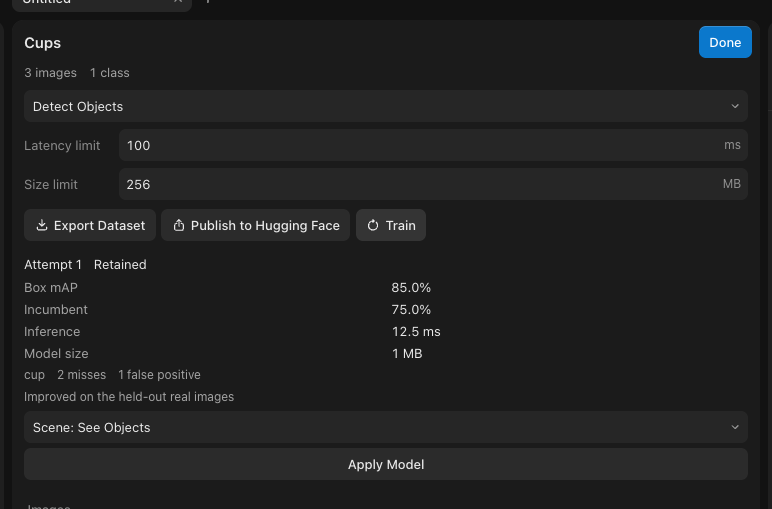 Untitled
Cups
Done
3 images 1 class
Detect Objects
Latency limit 100 ms
Size limit 256 MB
Export Dataset Publish to Hugging Face Train
Attempt 1 Retained
Box mAP 85.0%
Incumbent 75.0%
Inference 12.5 ms
Model size 1 MB
cup 2 misses 1 false positive
Improved on the held-out real images
Scene: See Objects
Apply Model
Images